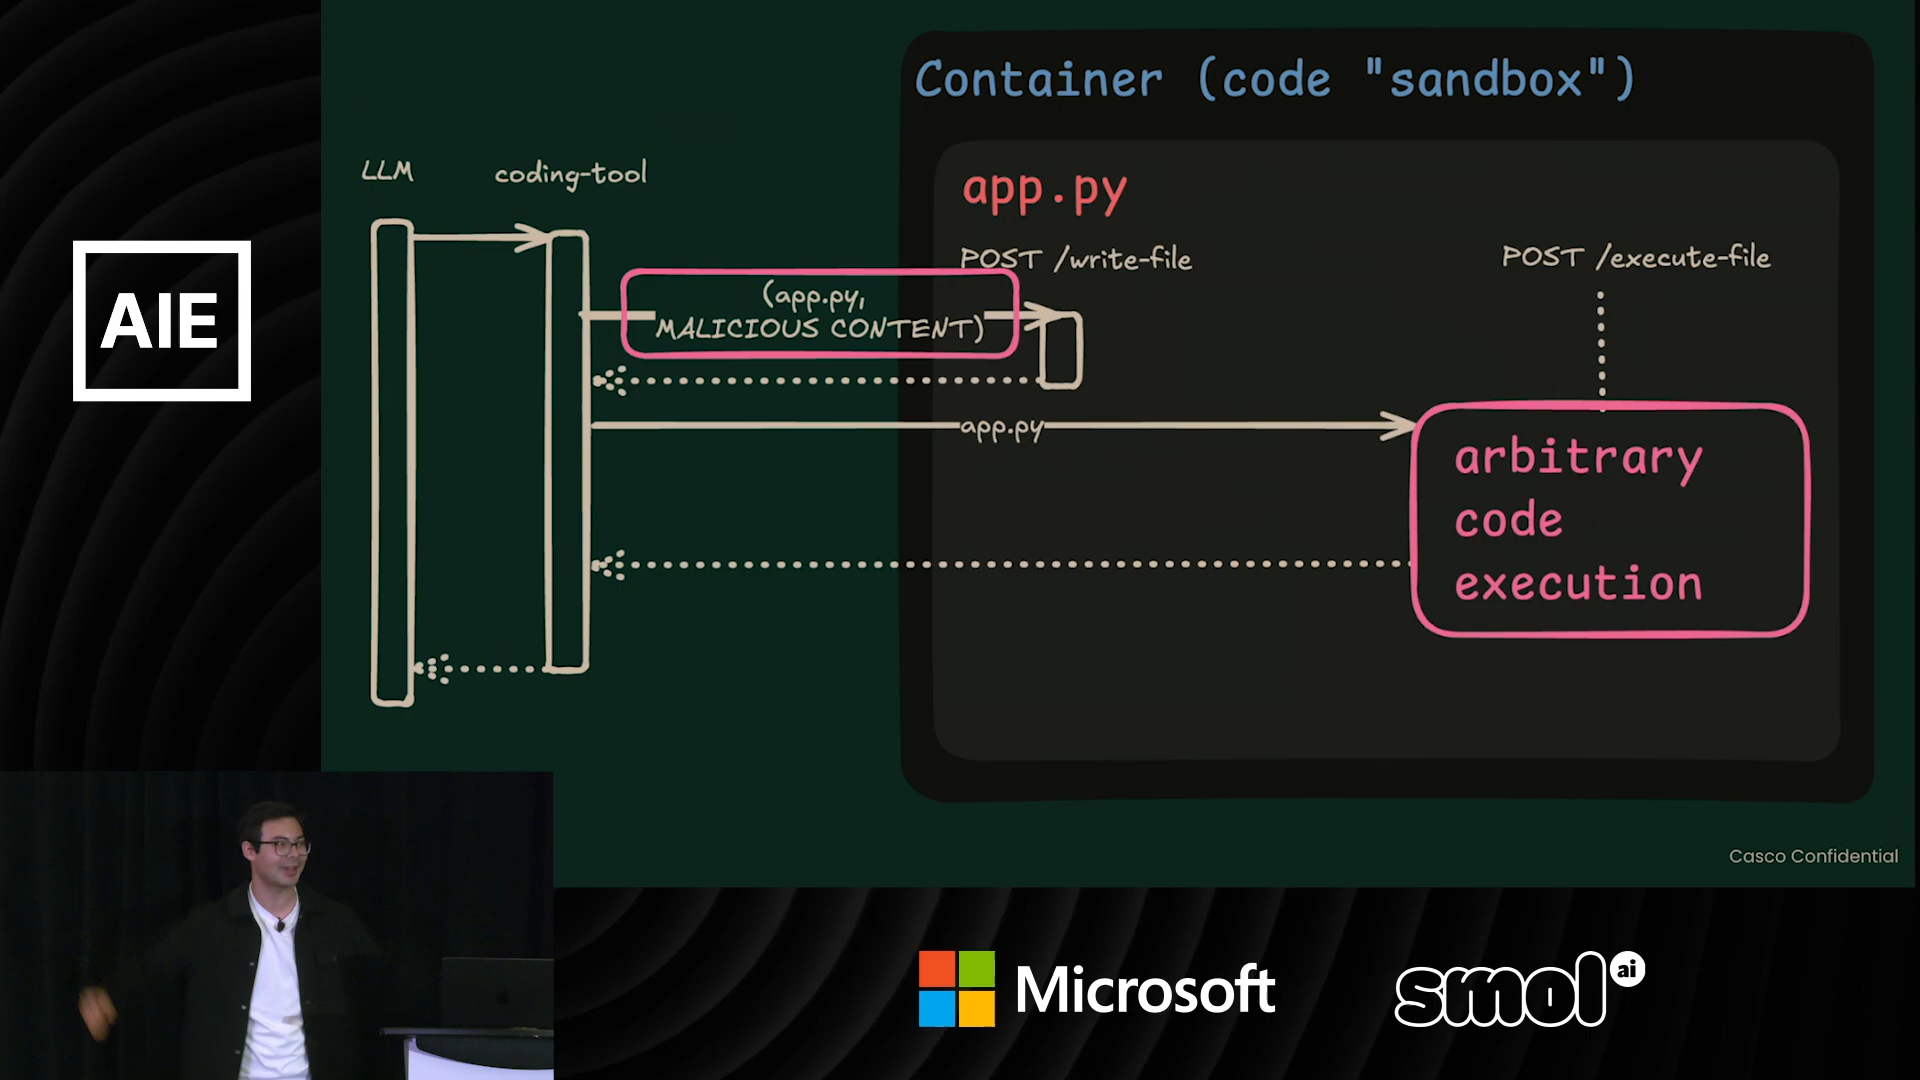 AIE
Container (code "sandbox")
LLM
coding-tool
app.py
POST /write-file
POST /execute-file
(app.py,
MALICIOUS CONTENT)
app.py
arbitrary
code
execution
Casco Confidential
Microsoft
smol ai